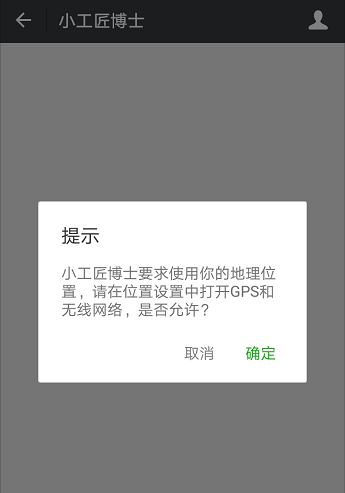 小工匠博士
提示
小工匠博士要求使用你的地理位
置，请在位置设置中打开GPS和
无线网络，是否允许？
取消 确定